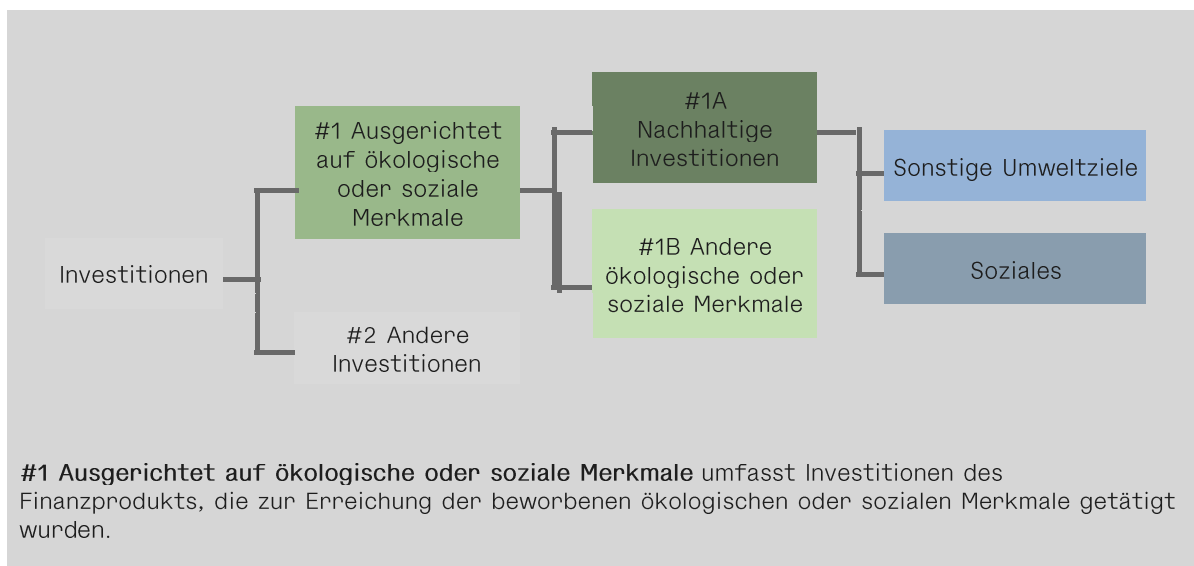 #1A
Nachhaltige
Investitionen
#1 Ausgerichtet
auf ökologische
oder soziale
Merkmale
Sonstige Umweltziele
#1B Andere
ökologische oder
soziale Merkmale
Soziales
Investitionen
#2 Andere
Investitionen
#1 Ausgerichtet auf ökologische oder soziale Merkmale umfasst Investitionen des
Finanzprodukts, die zur Erreichung der beworbenen ökologischen oder sozialen Merkmale getätigt
wurden.